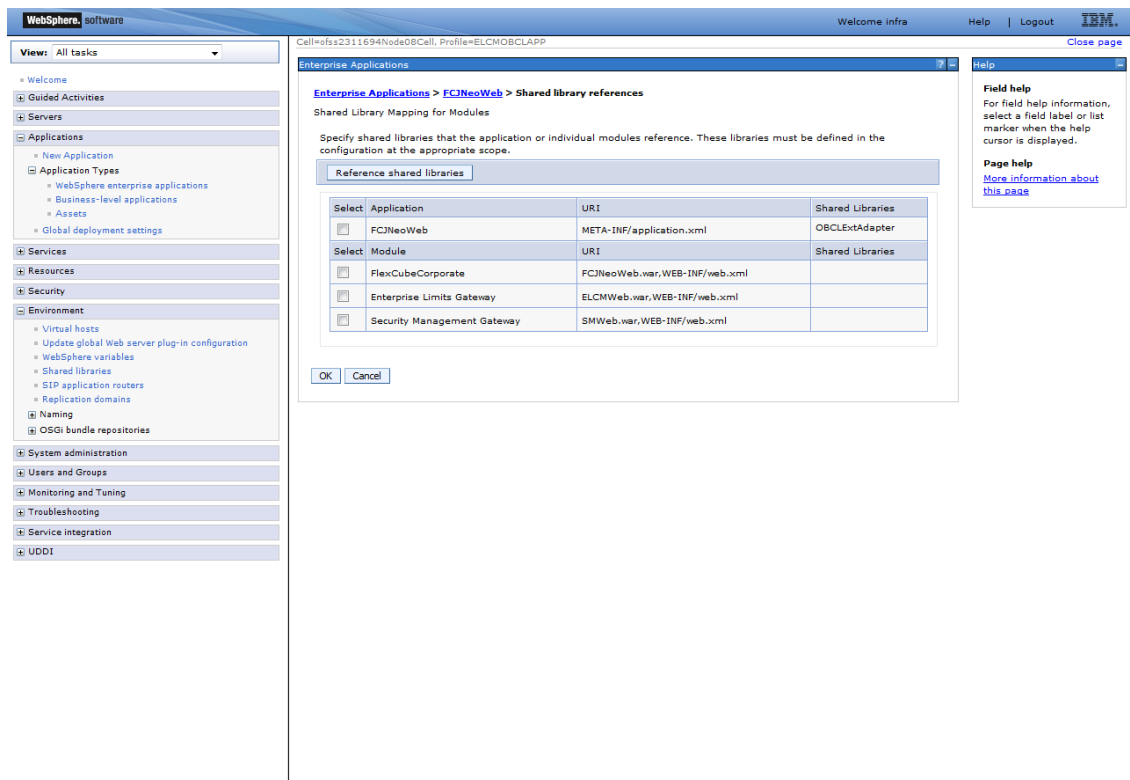 WebSphere. software
Welcome infra
Help | Logout
IBM.
View: All tasks
Cell=ofss2311694Node08Cell, Profile=ELCMOBCLAPP
Close page
Welcome
Guided Activities
Servers
Applications
New Application
Application Types
WebSphere enterprise applications
Business-level applications
Assets
Global deployment settings
Services
Resources
Security
Environment
Virtual hosts
Update global Web server plug-in configuration
WebSphere variables
Shared libraries
SIP application routers
Replication domains
Naming
OSGi bundle repositories
System administration
Users and Groups
Monitoring and Tuning
Troubleshooting
Service integration
UDDI
Enterprise Applications
Enterprise Applications > FCJNeoWeb > Shared library references
Shared Library Mapping for Modules
Specify shared libraries that the application or individual modules reference. These libraries must be defined in the
configuration at the appropriate scope.
Reference shared libraries
Select Application URI Shared Libraries
FCJNeoWeb META-INF/application.xml OBCLExtAdapter
Select Module URI Shared Libraries
FlexCubeCorporate FCJNeoWeb.war,WEB-INF/web.xml
Enterprise Limits Gateway ELCMWeb.war,WEB-INF/web.xml
Security Management Gateway SMWeb.war,WEB-INF/web.xml
OK Cancel
Help
Field help
For field help information,
select a field label or list
marker when the help
cursor is displayed.
Page help
More information about
this page